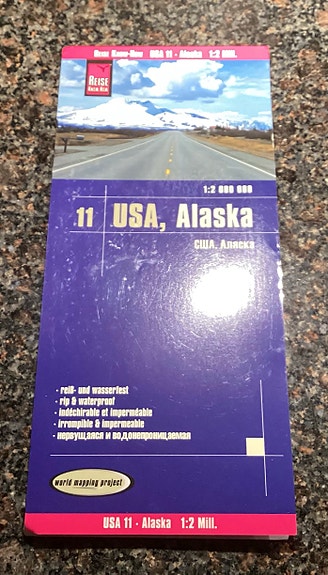 REISE KNOW-HOW USA 11 · Alaska 1:2 Mill.
REISE
KNOW-HOW
1:2 000 000
11 USA, Alaska
США, Аляска
· reiß- und wasserfest
· rip & waterproof
· indéchirable et imperméable
· irrompible & impermeable
· нервущаяся и водонепроницаемая
world mapping project
USA 11 · Alaska 1:2 Mill.